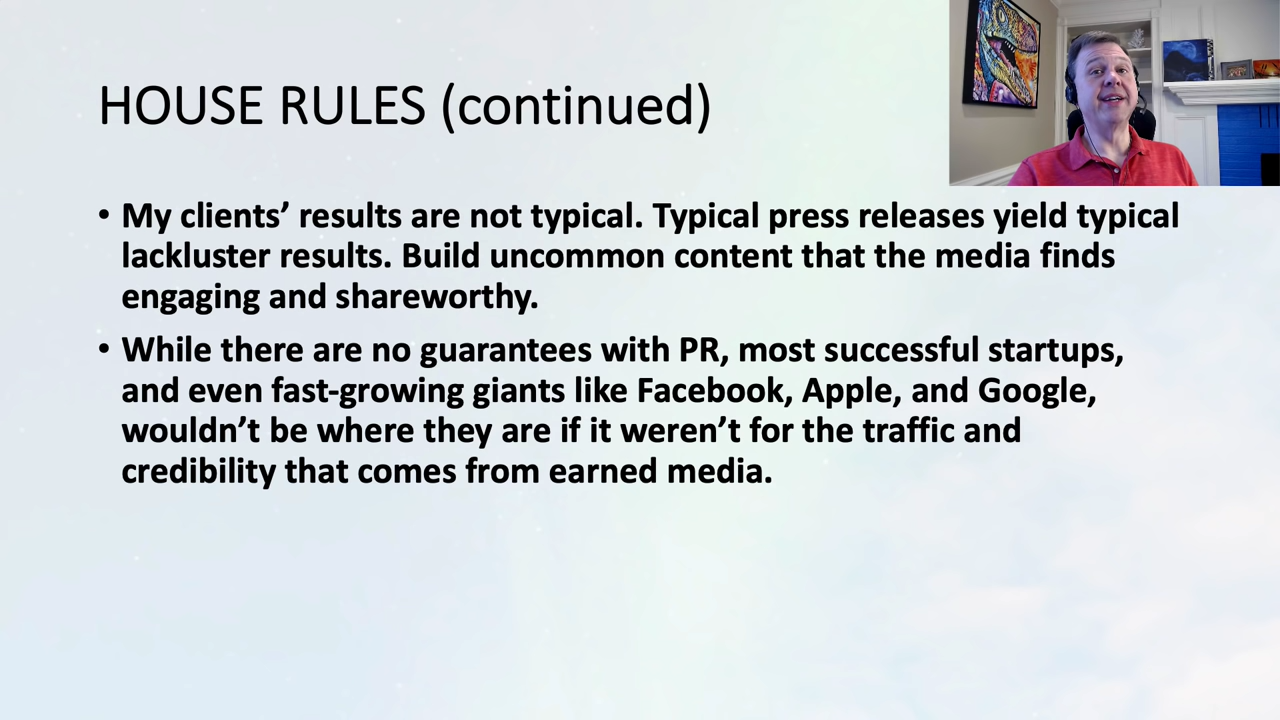 HOUSE RULES (continued)
• My clients’ results are not typical. Typical press releases yield typical
lackluster results. Build uncommon content that the media finds
engaging and shareworthy.
• While there are no guarantees with PR, most successful startups,
and even fast-growing giants like Facebook, Apple, and Google,
wouldn’t be where they are if it weren’t for the traffic and
credibility that comes from earned media.